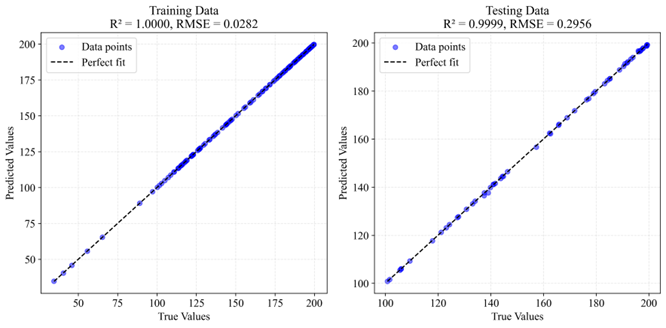 Training Data
R² = 1.0000, RMSE = 0.0282
Data points
Perfect fit
Predicted Values
200
175
150
125
100
75
50
50
75
100
125
150
175
200
True Values
Testing Data
R² = 0.9999, RMSE = 0.2956
Data points
Perfect fit
Predicted Values
200
180
160
140
120
100
100
120
140
160
180
200
True Values